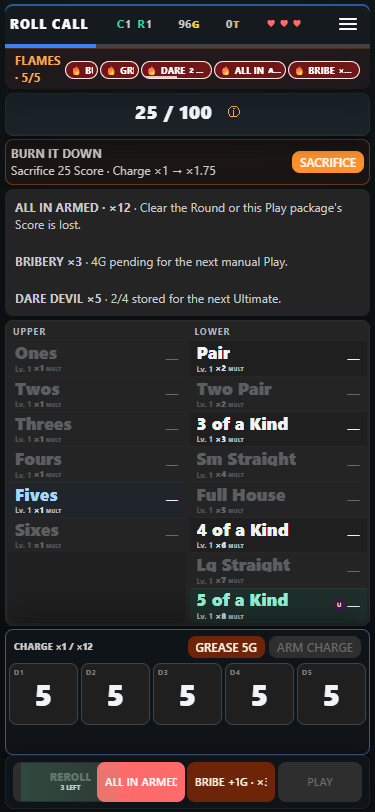 ROLL CALL C1 R1 96G 0T
FLAMES · 5/5
BI GRI DARE 2 ... ALL IN A... BRIBE ×...
25 / 100
BURN IT DOWN
Sacrifice 25 Score · Charge ×1 → ×1.75
SACRIFICE
ALL IN ARMED · ×12 · Clear the Round or this Play package's
Score is lost.
BRIBERY ×3 · 4G pending for the next manual Play.
DARE DEVIL ×5 · 2/4 stored for the next Ultimate.
UPPER LOWER
Ones — Pair —
Lv. 1 ×1 MULT Lv. 1 ×2 MULT
Twos — Two Pair —
Lv. 1 ×1 MULT Lv. 1 ×2 MULT
Threes — 3 of a Kind —
Lv. 1 ×1 MULT Lv. 1 ×3 MULT
Fours — Sm Straight —
Lv. 1 ×1 MULT Lv. 1 ×4 MULT
Fives — Full House —
Lv. 1 ×1 MULT Lv. 1 ×5 MULT
Sixes — 4 of a Kind —
Lv. 1 ×1 MULT Lv. 1 ×6 MULT
Lg Straight —
Lv. 1 ×7 MULT
5 of a Kind U —
Lv. 1 ×8 MULT
CHARGE ×1 / ×12 GREASE 5G ARM CHARGE
D1 D2 D3 D4 D5
5 5 5 5 5
REROLL ALL IN ARMED BRIBE +1G · × PLAY
3 LEFT